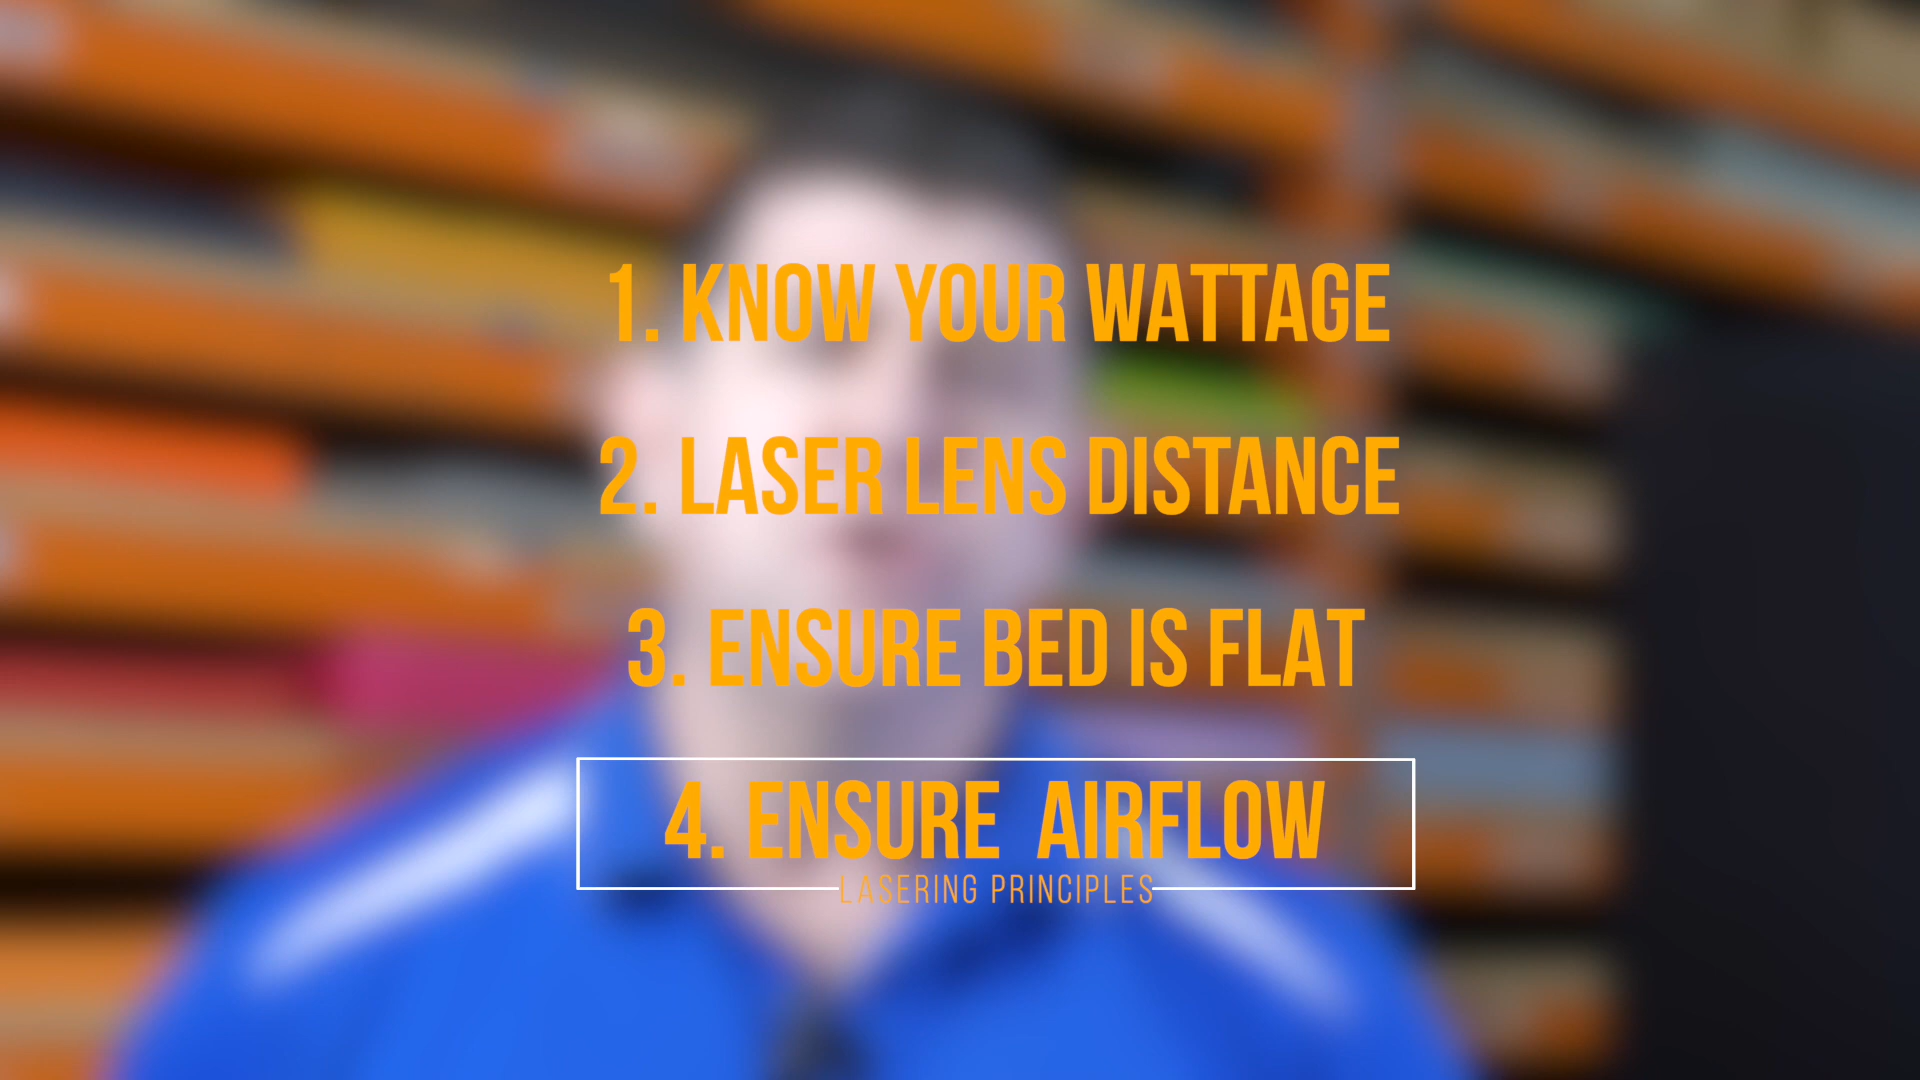 1. KNOW YOUR WATTAGE
2. LASER LENS DISTANCE
3. ENSURE BED IS FLAT
4. ENSURE  AIRFLOW
LASERING PRINCIPLES